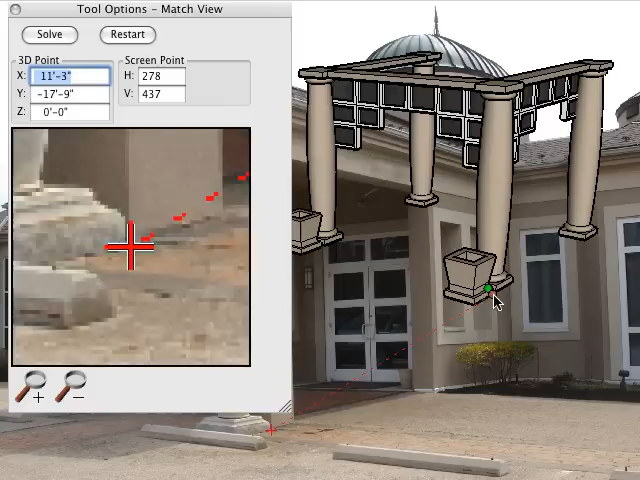 Tool Options - Match View
Solve
Restart
3D Point
Screen Point
X: 11'-3"
H: 278
Y: -17'-9"
V: 437
Z: 0'-0"